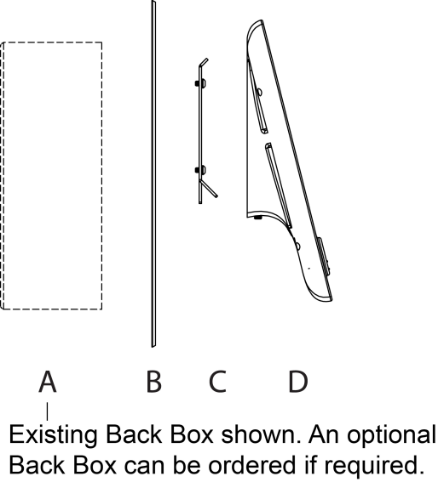 A B C D
Existing Back Box shown. An optional
Back Box can be ordered if required.